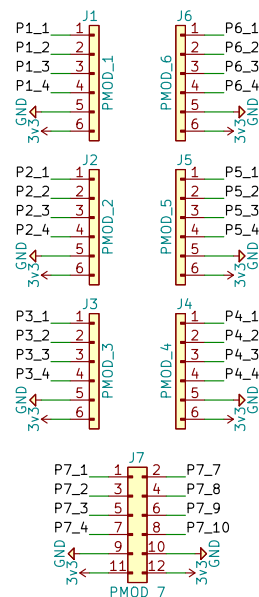 J1
P1_1 1
P1_2 2
P1_3 3
P1_4 4
GND 5
3v3 6
PMOD_1
J6
1 P6_1
2 P6_2
3 P6_3
4 P6_4
5 GND
6 3v3
PMOD_6
J2
P2_1 1
P2_2 2
P2_3 3
P2_4 4
GND 5
3v3 6
PMOD_2
J5
1 P5_1
2 P5_2
3 P5_3
4 P5_4
5 GND
6 3v3
PMOD_5
J3
P3_1 1
P3_2 2
P3_3 3
P3_4 4
GND 5
3v3 6
PMOD_3
J4
1 P4_1
2 P4_2
3 P4_3
4 P4_4
5 GND
6 3v3
PMOD_4
J7
P7_1 1 2 P7_7
P7_2 3 4 P7_8
P7_3 5 6 P7_9
P7_4 7 8 P7_10
GND 9 10 GND
3v3 11 12 3v3
PMOD 7